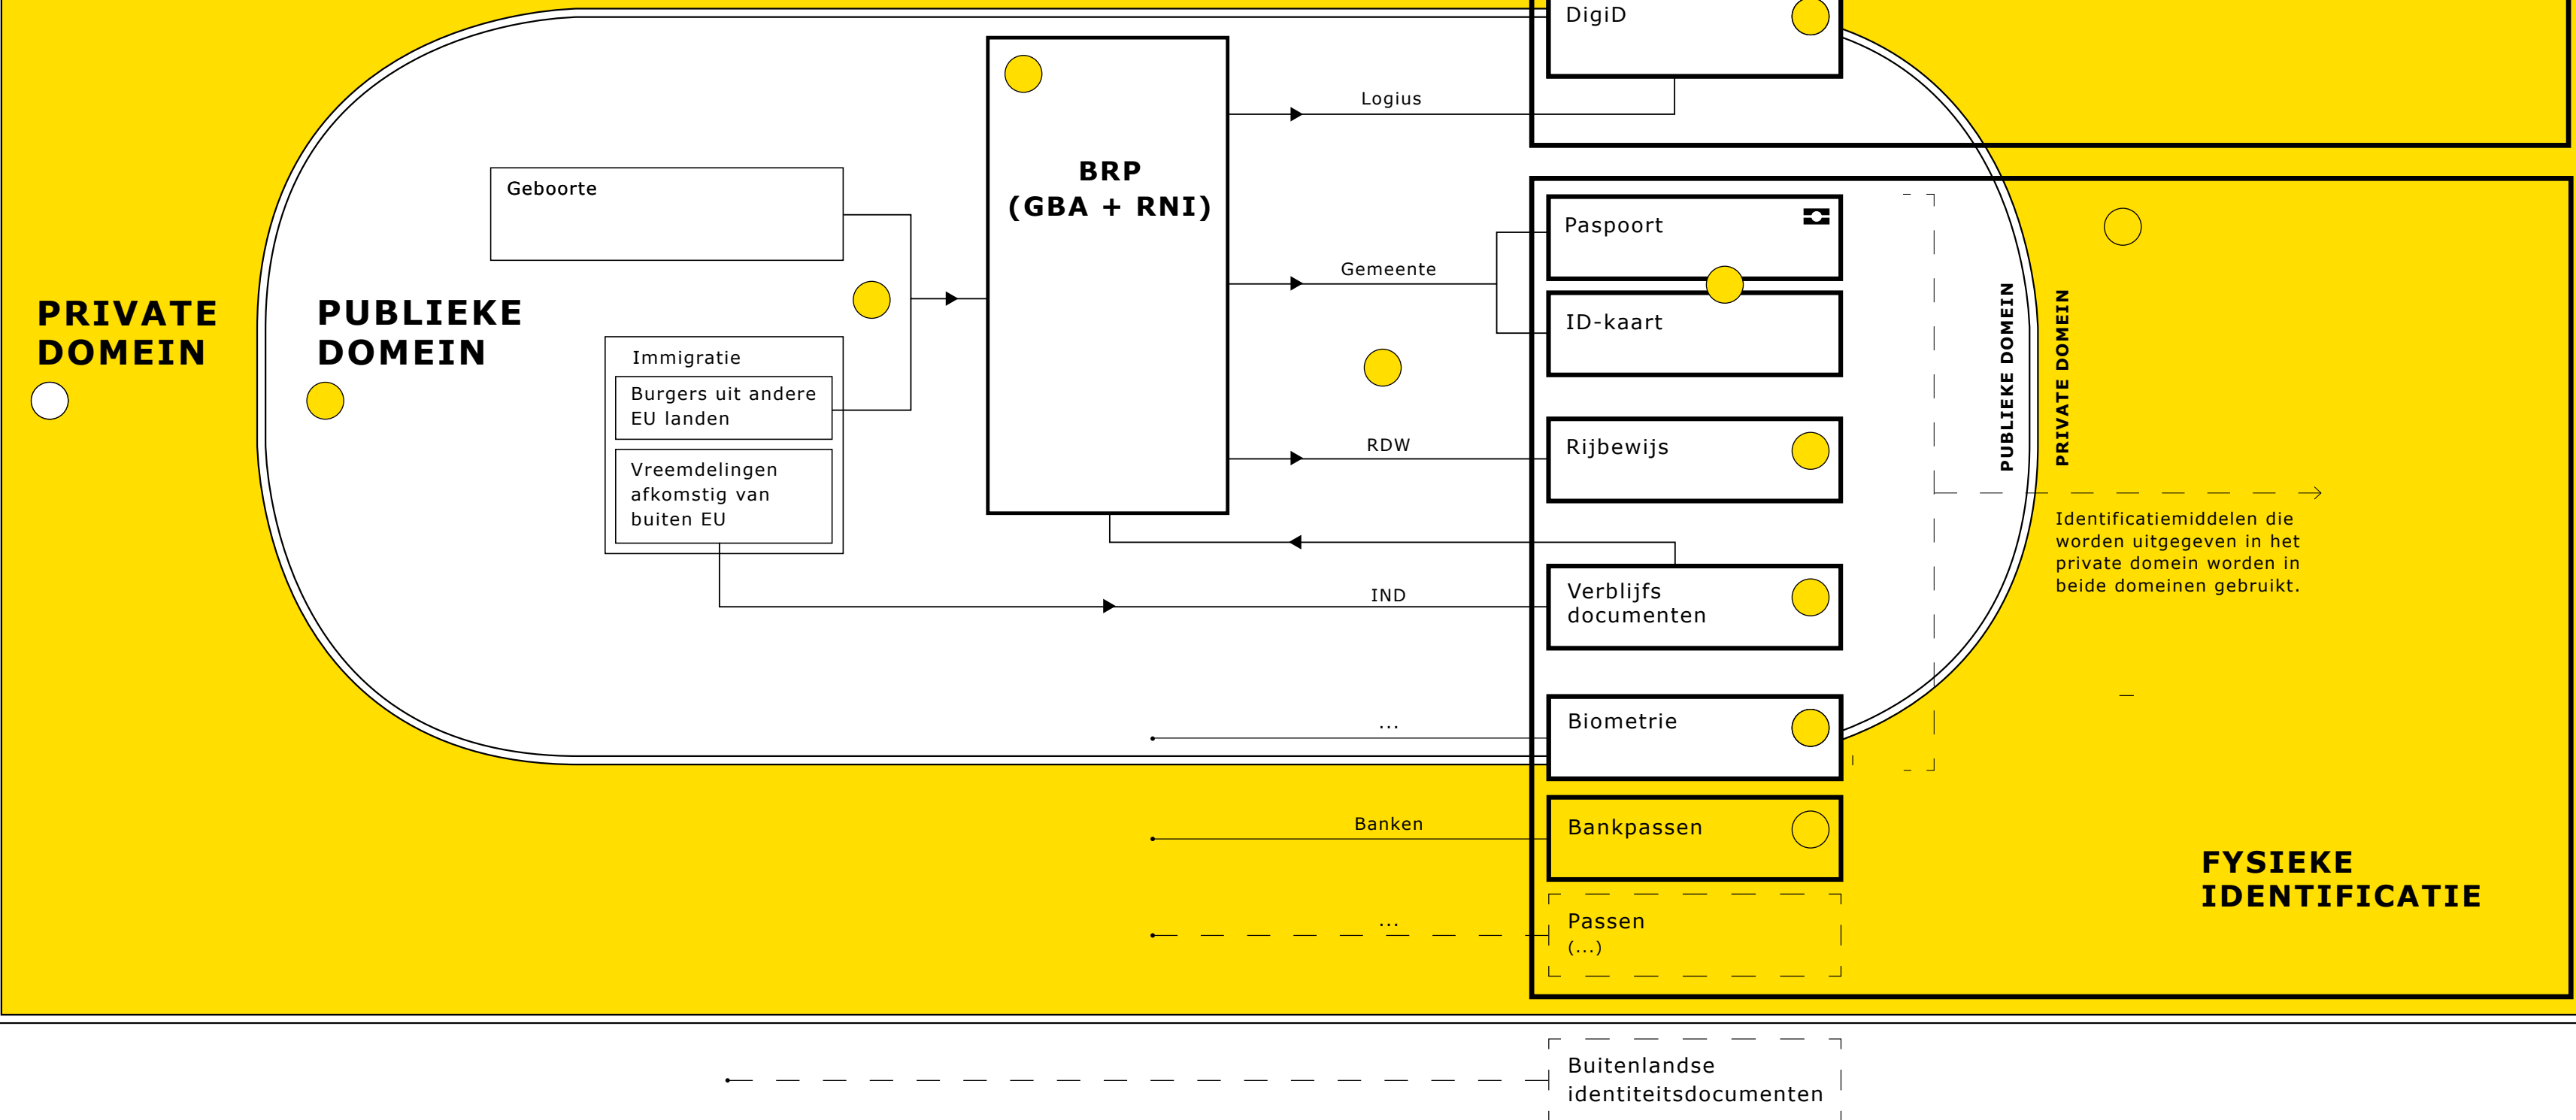 DigiD
Logius
BRP
(GBA + RNI)
Geboorte
Paspoort
Gemeente
PRIVATE
DOMEIN
PUBLIEKE
DOMEIN
ID-kaart
PUBLIEKE DOMEIN
PRIVATE DOMEIN
Immigratie
Burgers uit andere
EU landen
RDW
Rijbewijs
Vreemdelingen
afkomstig van
buiten EU
Identificatiemiddelen die
worden uitgegeven in het
private domein worden in
beide domeinen gebruikt.
IND
Verblijfs
documenten
...
Biometrie
Banken
Bankpassen
FYSIEKE
IDENTIFICATIE
...
Passen
(...)
Buitenlandse
identiteitsdocumenten